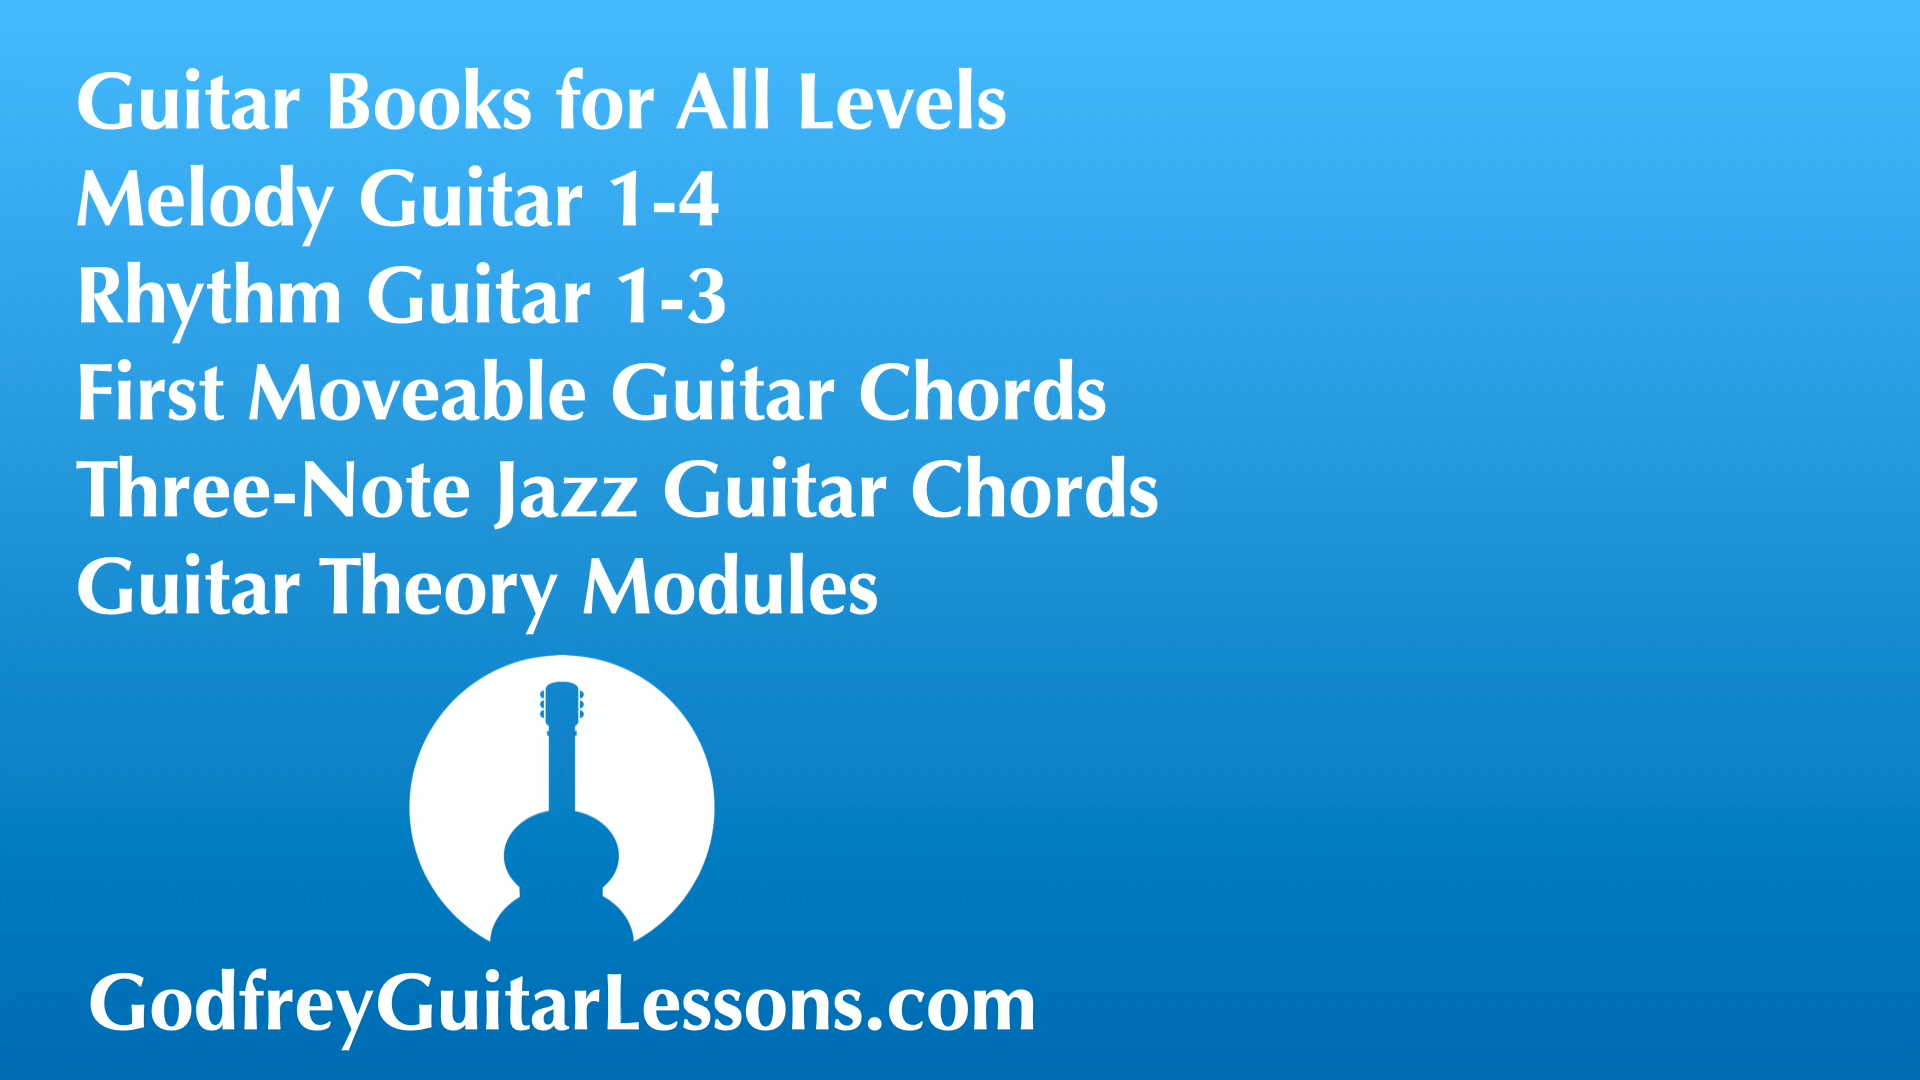 Guitar Books for All Levels
Melody Guitar 1-4
Rhythm Guitar 1-3
First Moveable Guitar Chords
Three-Note Jazz Guitar Chords
Guitar Theory Modules
GodfreyGuitarLessons.com